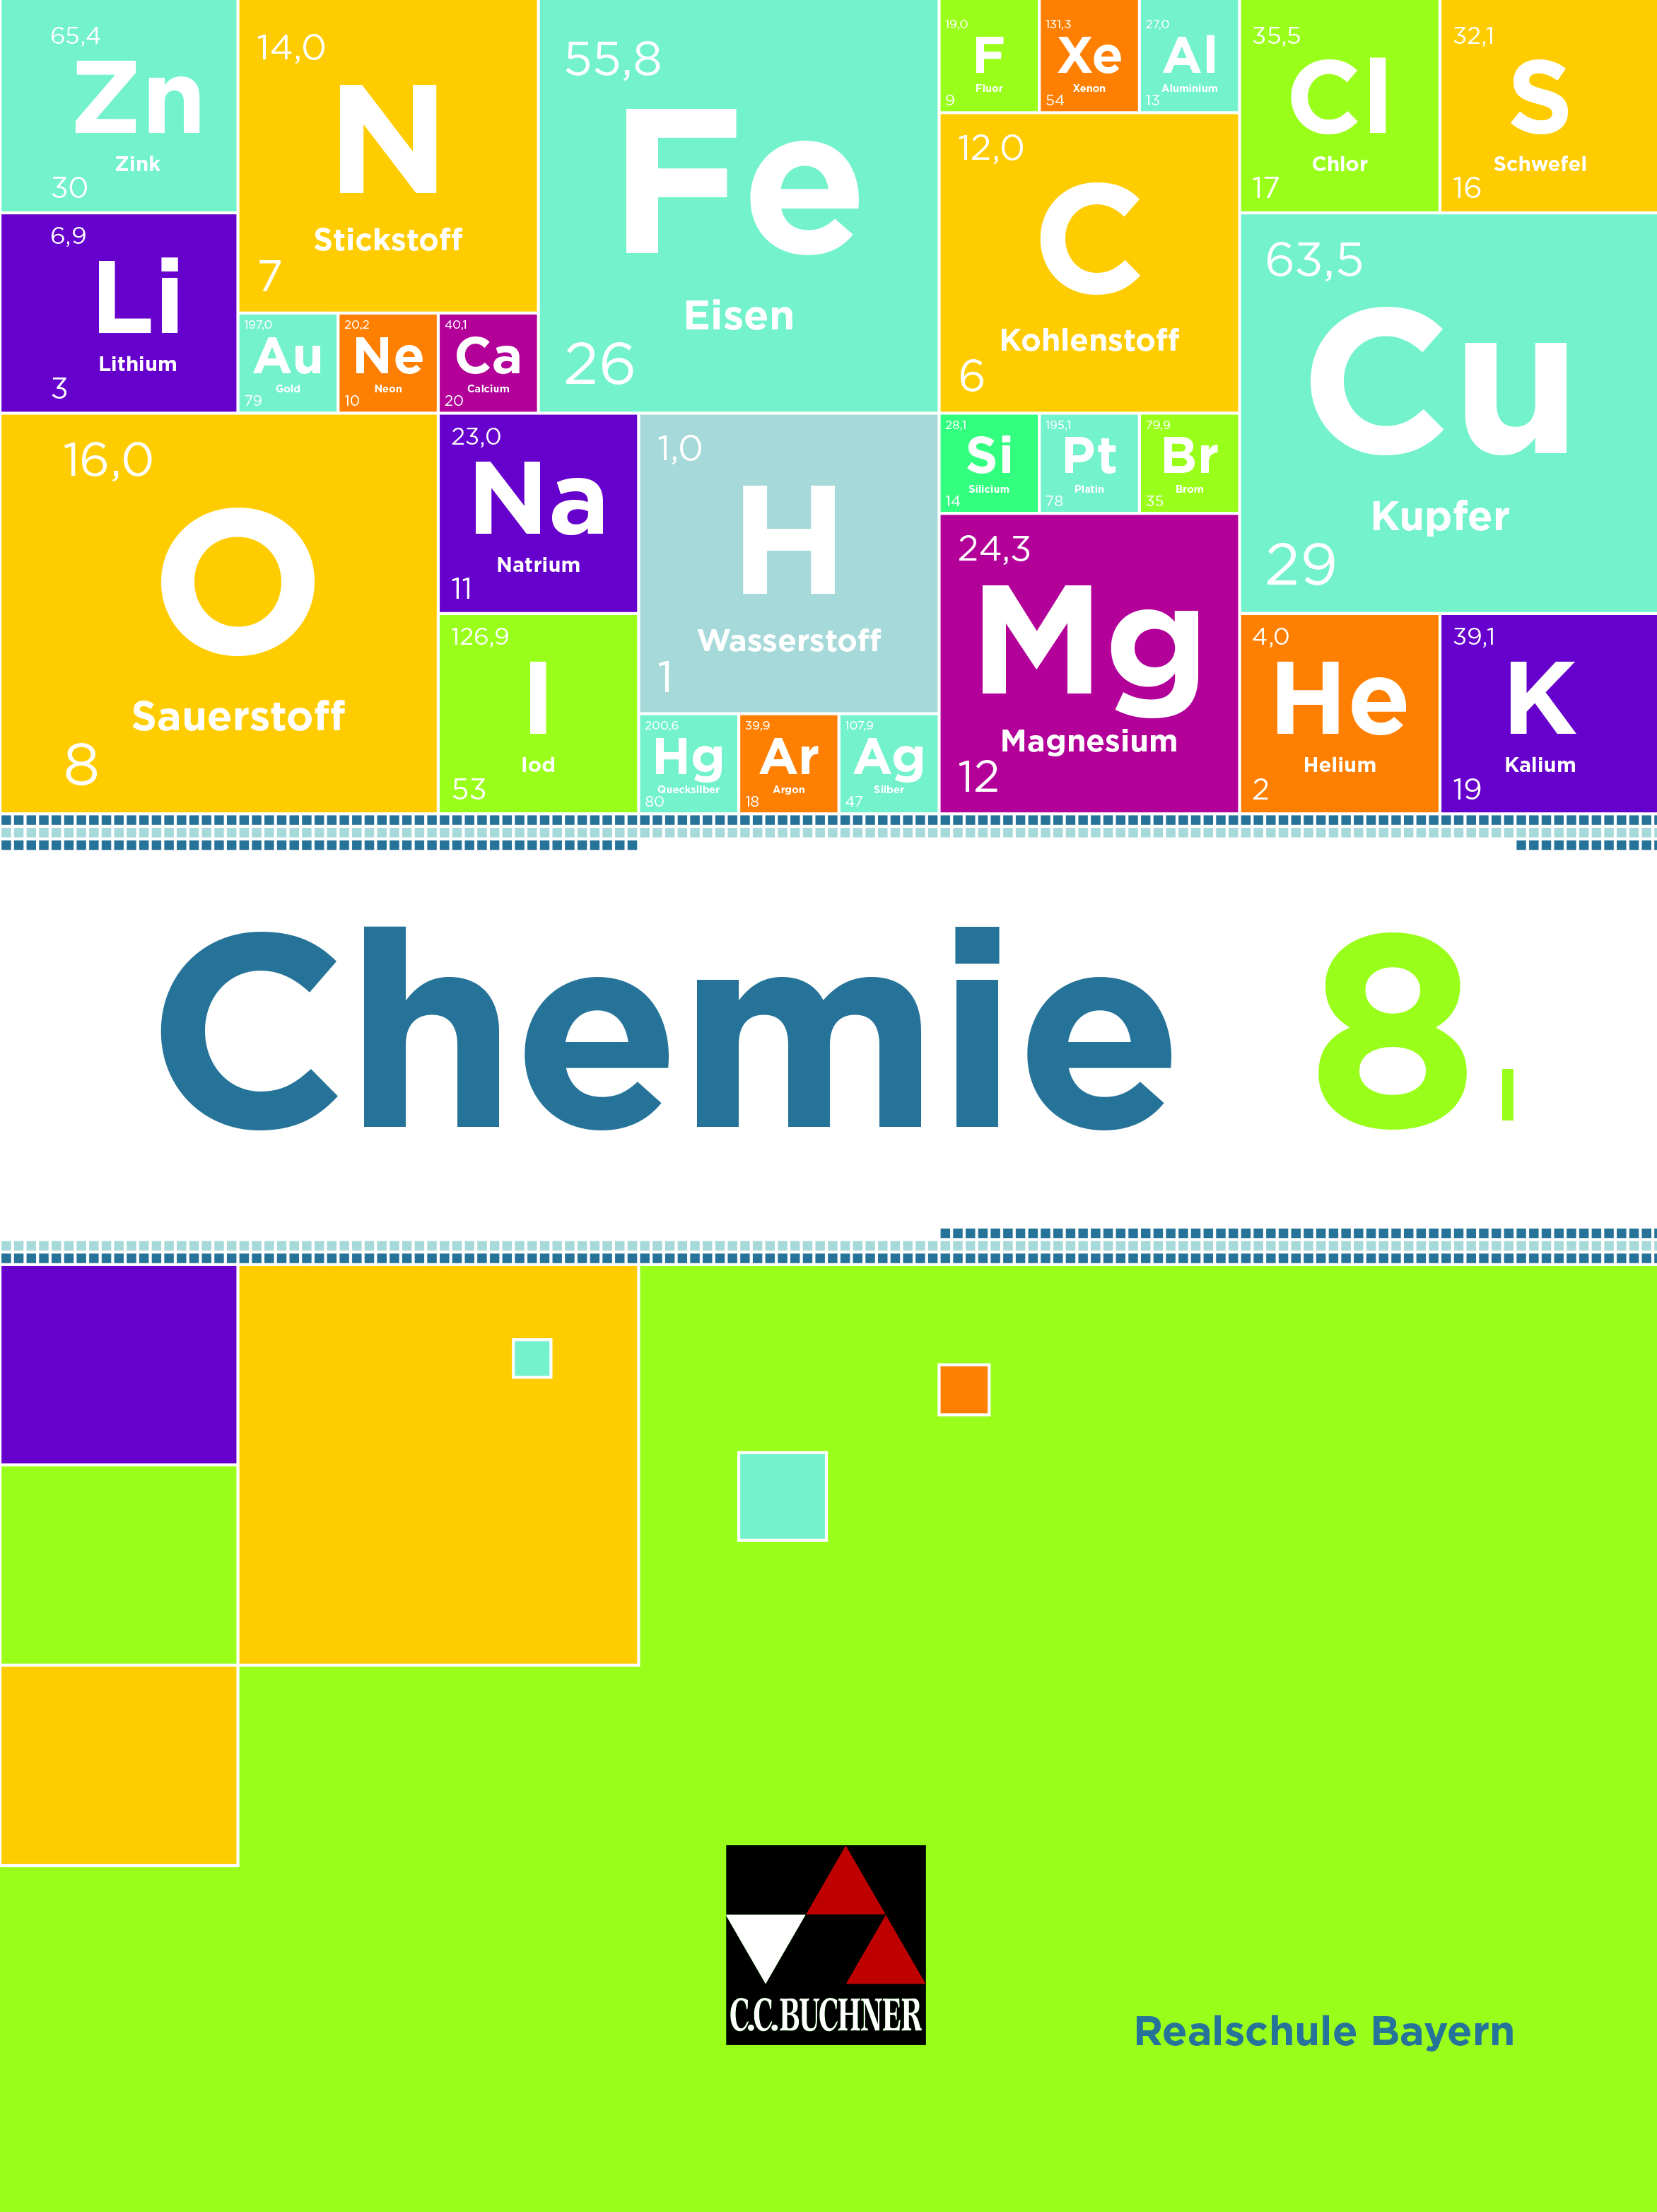 65,4
Zn
Zink
30
14,0
N
Stickstoff
7
55,8
Fe
Eisen
26
19,0
F
Fluor
9
131,3
Xe
Xenon
54
27,0
Al
Aluminium
13
35,5
Cl
Chlor
17
32,1
S
Schwefel
16
6,9
Li
Lithium
3
197,0
Au
Gold
79
20,2
Ne
Neon
10
40,1
Ca
Calcium
20
12,0
C
Kohlenstoff
6
63,5
Cu
Kupfer
29
16,0
O
Sauerstoff
8
23,0
Na
Natrium
11
1,0
H
Wasserstoff
1
28,1
Si
Silicium
14
195,1
Pt
Platin
78
79,9
Br
Brom
35
126,9
I
Iod
53
200,6
Hg
Quecksilber
80
39,9
Ar
Argon
18
107,9
Ag
Silber
47
24,3
Mg
Magnesium
12
4,0
He
Helium
2
39,1
K
Kalium
19
Chemie 8 I
C.C.BUCHNER
Realschule Bayern